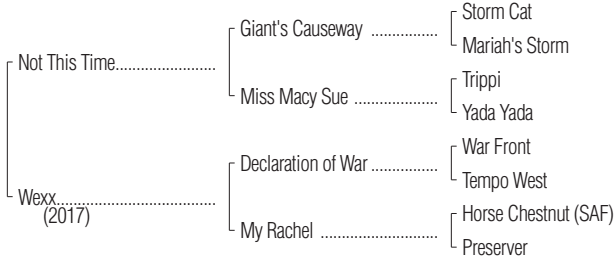 Storm Cat
Giant's Causeway ................
Mariah's Storm
Not This Time........................
Trippi
Miss Macy Sue ....................
Yada Yada
War Front
Declaration of War ................
Tempo West
Wexx......................................
(2017)
Horse Chestnut (SAF)
My Rachel ............................
Preserver